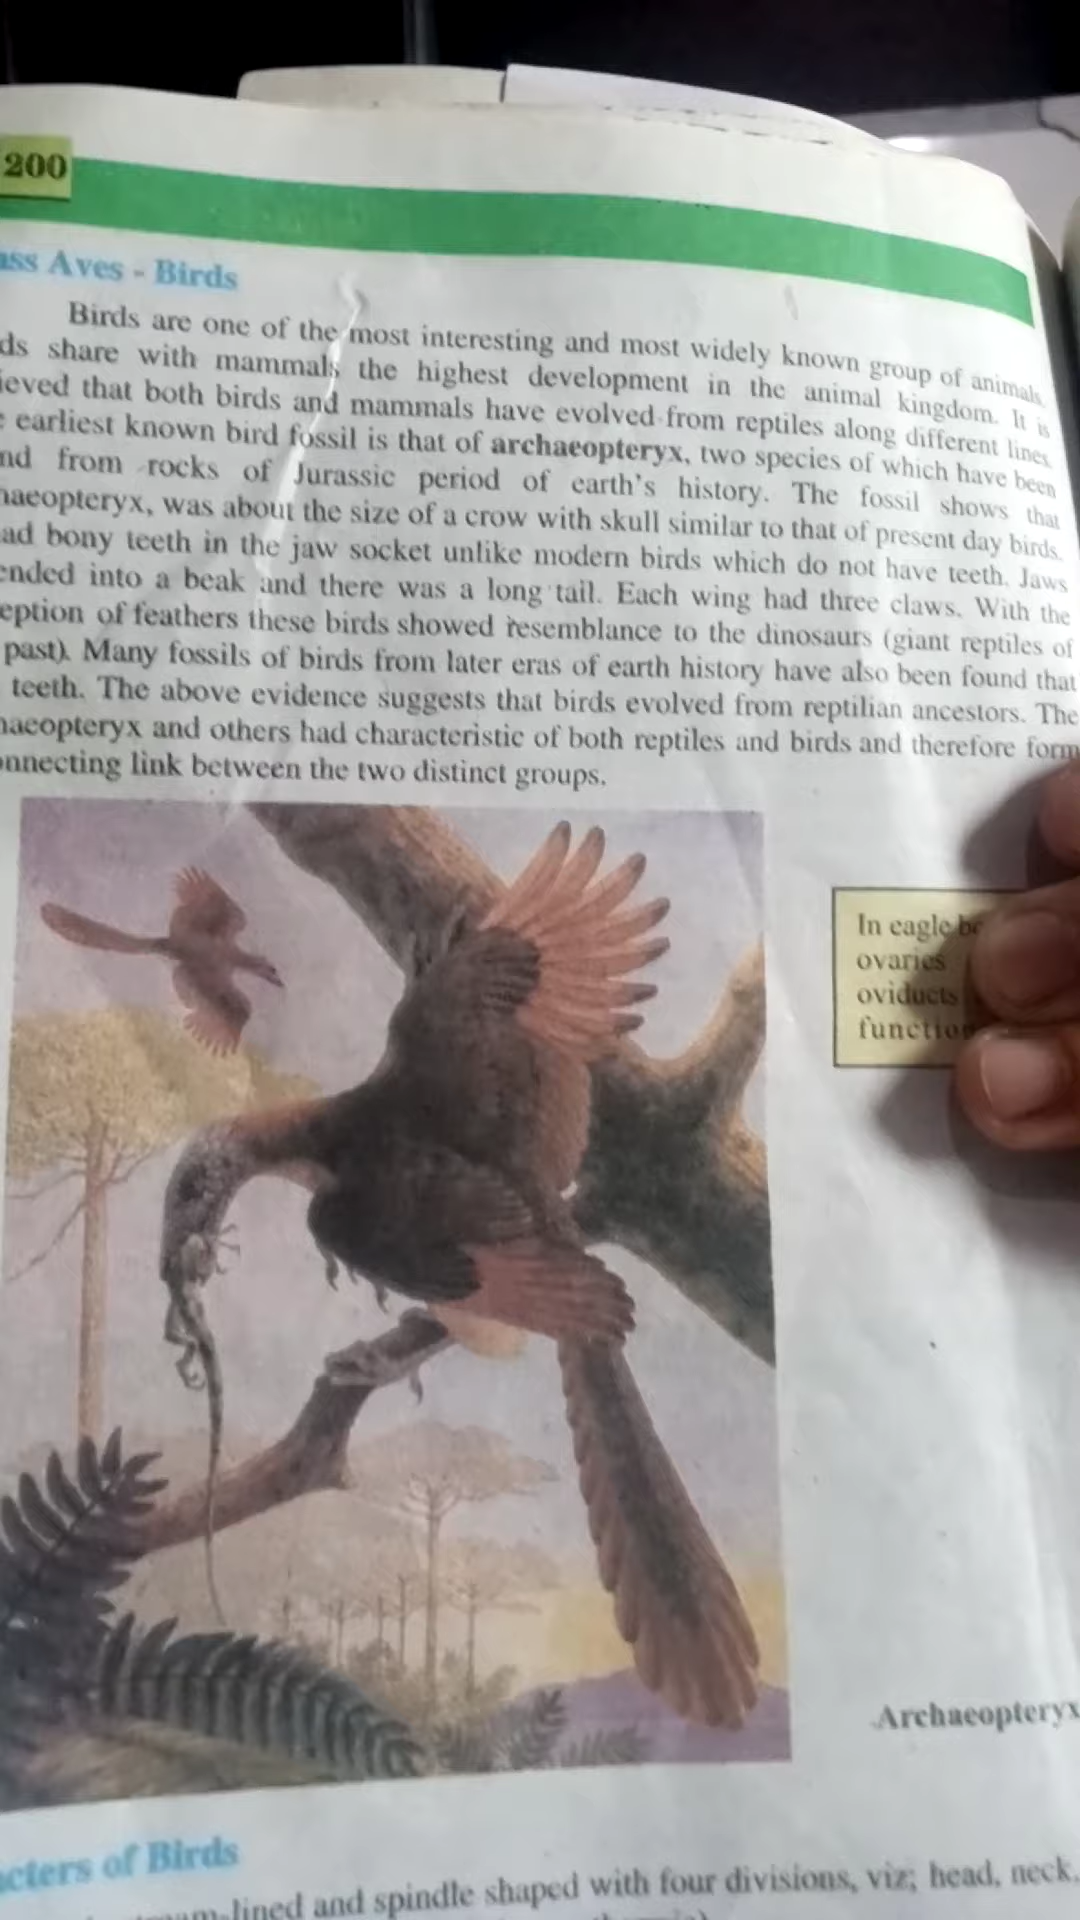 200
ass Aves - Birds
Birds are one of the most interesting and most widely known group of animals.
ds share with mammals the highest development in the animal kingdom. It is
ieved that both birds and mammals have evolved from reptiles along different lines.
e earliest known bird fossil is that of archaeopteryx, two species of which have been
nd from rocks of Jurassic period of earth's history. The fossil shows that
haeopteryx, was about the size of a crow with skull similar to that of present day birds.
ad bony teeth in the jaw socket unlike modern birds which do not have teeth. Jaws
ended into a beak and there was a long tail. Each wing had three claws. With the
eption of feathers these birds showed resemblance to the dinosaurs (giant reptiles of
past). Many fossils of birds from later eras of earth history have also been found that
teeth. The above evidence suggests that birds evolved from reptilian ancestors. The
haeopteryx and others had characteristic of both reptiles and birds and therefore form
onnecting link between the two distinct groups.
In eagle
ovaries
oviducts
function
Archaeopteryx
acters of Birds
lined and spindle shaped with four divisions, viz; head, neck,